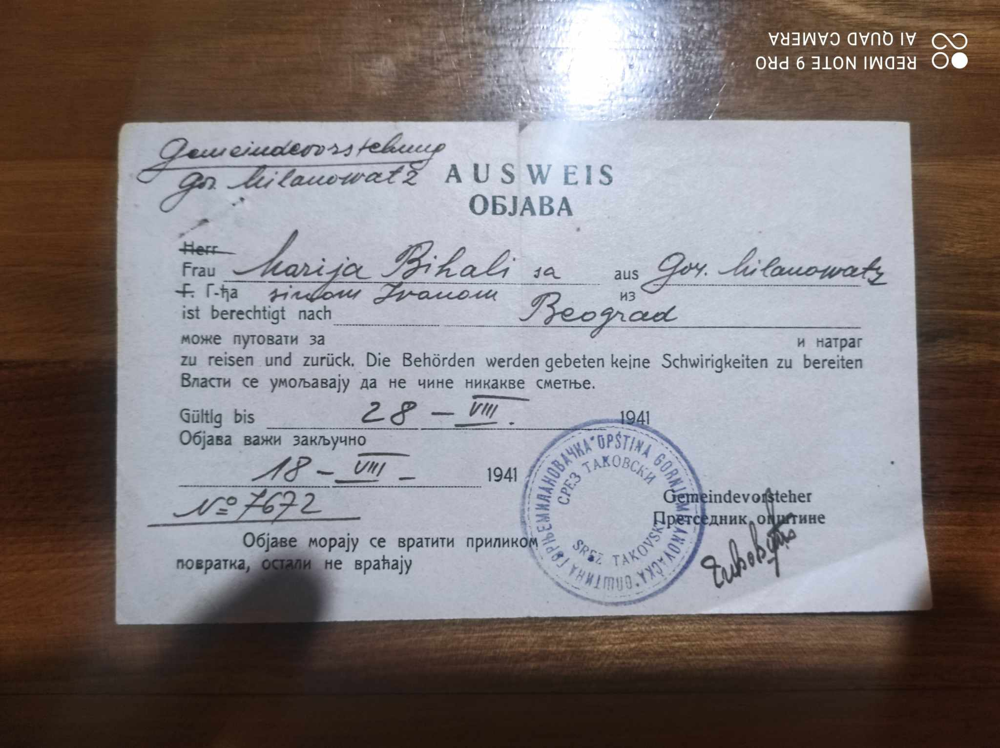 Gemeindevorstehung
Gor. Milanowatz
AUSWEIS
ОБЈАВА
Herr
Frau Marija Bihali sa aus Gor. Milanowatz
Г. Г-ђа sinom Ivanom из
ist berechtigt nach Beograd
може путовати за и натраг
zu reisen und zurück. Die Behörden werden gebeten keine Schwirigkeiten zu bereiten
Власти се умољавају да не чине никакве сметње.
Gültig bis 28 – VIII. 1941
Објава важи закључно
18 – VIII – 1941
№ 7672
Gemeindevorsteher
Претседник општине
Објаве морају се вратити приликом
повратка, остали не враћају
ОПШТИНА ГОРЊЕМИЛАНОВАЧКА * OPŠTINA GORNJEMILANOVAČKA *
СРЕЗ ТАКОВСКИ
SREZ TAKOVSKI
REDMI NOTE 9 PRO
AI QUAD CAMERA